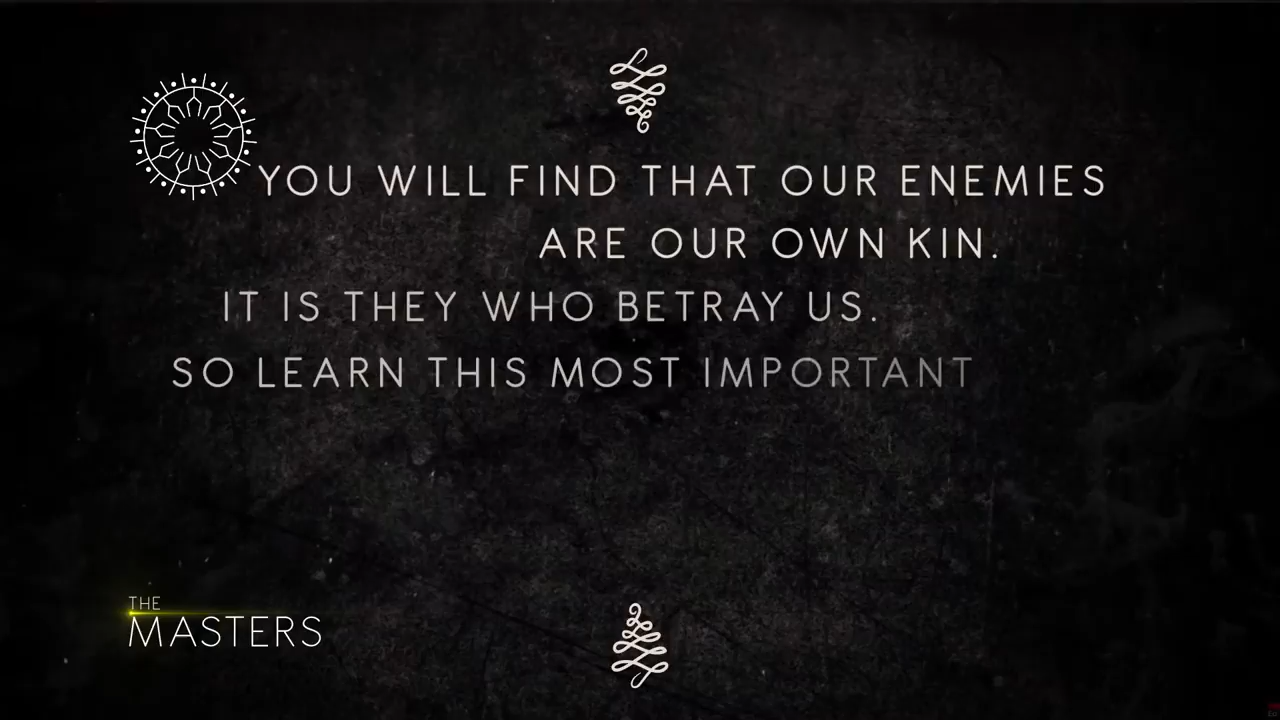 YOU WILL FIND THAT OUR ENEMIES
ARE OUR OWN KIN.
IT IS THEY WHO BETRAY US.
SO LEARN THIS MOST IMPORTANT
THE
MASTERS